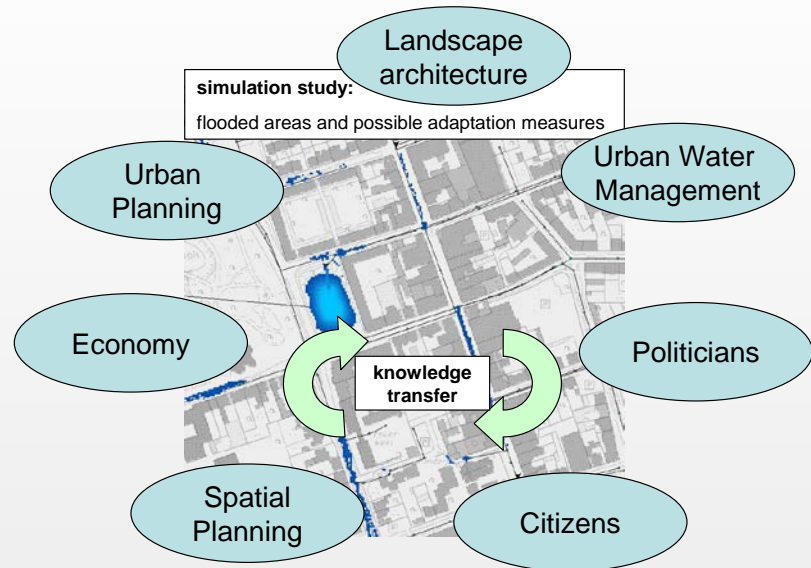 Landscape
architecture
simulation study:
flooded areas and possible adaptation measures
Urban
Planning
Urban Water
Management
Economy
Politicians
knowledge
transfer
Spatial
Planning
Citizens